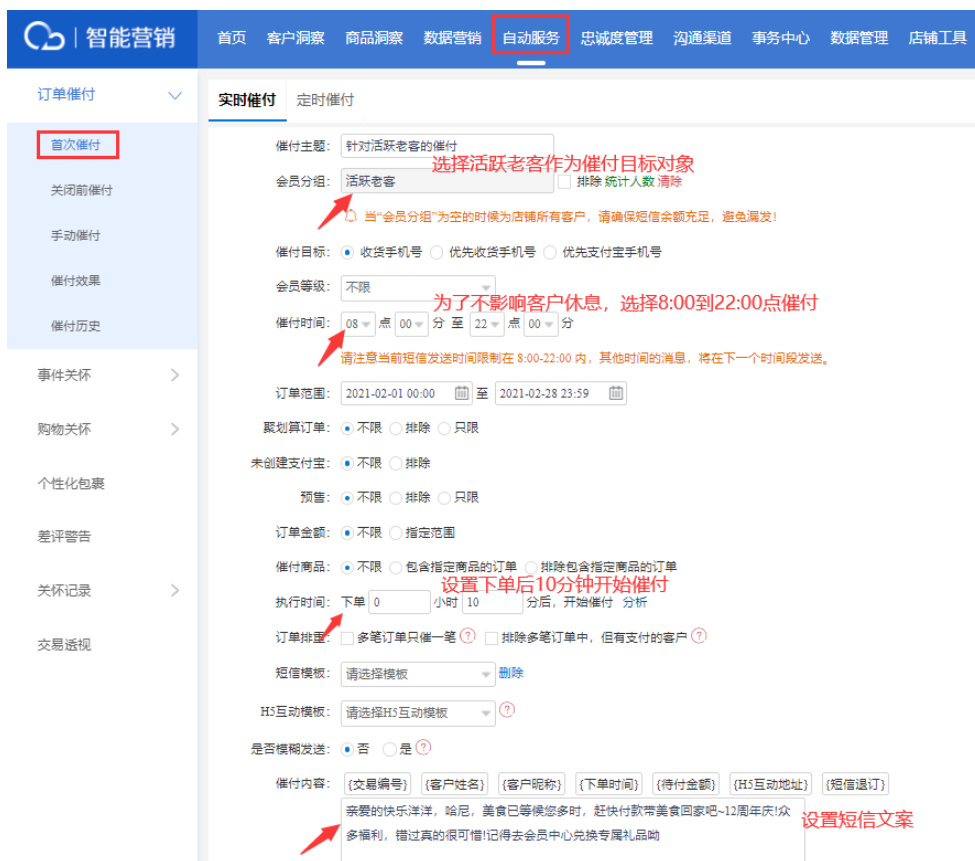 智能营销
首页 客户洞察 商品洞察 数据营销 自动服务 忠诚度管理 沟通渠道 事务中心 数据管理 店铺工具
订单催付
首次催付
关闭前催付
手动催付
催付效果
催付历史
事件关怀
购物关怀
个性化包裹
差评警告
关怀记录
交易透视
实时催付 定时催付
催付主题: 针对活跃老客的催付
选择活跃老客作为催付目标对象
会员分组: 活跃老客 排除 统计人数 清除
当“会员分组”为空的时候为店铺所有客户，请确保短信余额充足，避免漏发!
催付目标: 收货手机号 优先收货手机号 优先支付宝手机号
会员等级: 不限
为了不影响客户休息，选择8:00到22:00点催付
催付时间: 08 点 00 分 至 22 点 00 分
请注意当前短信发送时间限制在 8:00-22:00 内，其他时间的消息，将在下一个时间段发送。
订单范围: 2021-02-01 00:00 至 2021-02-28 23:59
聚划算订单: 不限 排除 只限
未创建支付宝: 不限 排除
预售: 不限 排除 只限
订单金额: 不限 指定范围
催付商品: 不限 包含指定商品的订单 排除包含指定商品的订单
设置下单后10分钟开始催付
执行时间: 下单 0 小时 10 分后，开始催付 分析
订单排重: 多笔订单只催一笔 ? 排除多笔订单中，但有支付的客户 ?
短信模板: 请选择模板 删除
H5互动模板: 请选择H5互动模板 ?
是否模糊发送: 否 是 ?
催付内容: {交易编号} {客户姓名} {客户昵称} {下单时间} {待付金额} {H5互动地址} {短信退订}
亲爱的快乐洋洋，哈尼，美食已等候您多时，赶快付款带美食回家吧~12周年庆!众
多福利，错过真的很可惜!记得去会员中心兑换专属礼品呦
设置短信文案